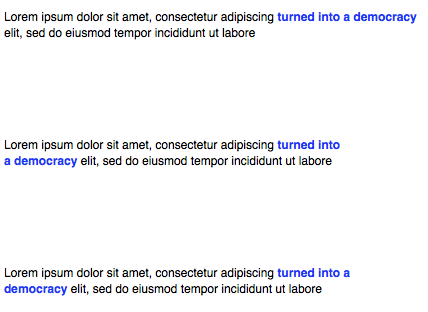 Lorem ipsum dolor sit amet, consectetur adipiscing turned into a democracy
elit, sed do eiusmod tempor incididunt ut labore
Lorem ipsum dolor sit amet, consectetur adipiscing turned into
a democracy elit, sed do eiusmod tempor incididunt ut labore
Lorem ipsum dolor sit amet, consectetur adipiscing turned into a
democracy elit, sed do eiusmod tempor incididunt ut labore